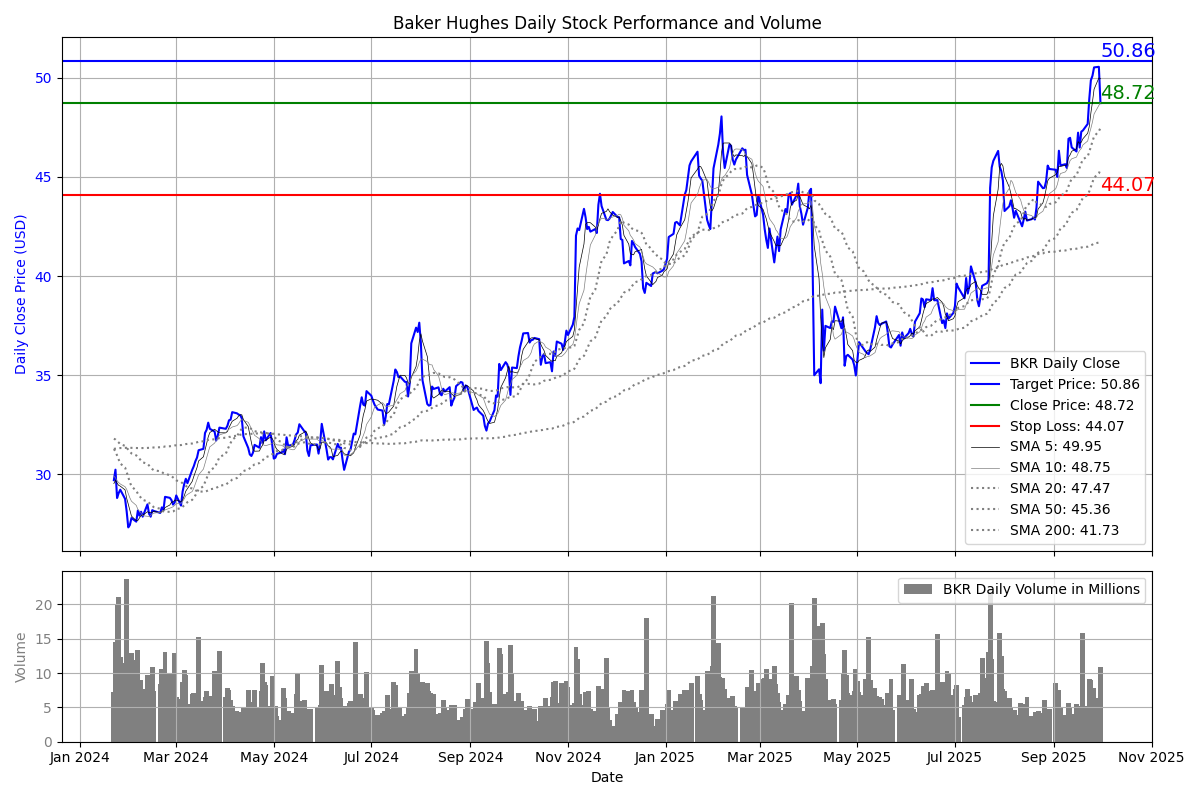 Baker Hughes Daily Stock Performance and Volume
50.86
50
48.72
45
44.07
40
35
30
Daily Close Price (USD)
BKR Daily Close
Target Price: 50.86
Close Price: 48.72
Stop Loss: 44.07
SMA 5: 49.95
SMA 10: 48.75
SMA 20: 47.47
SMA 50: 45.36
SMA 200: 41.73
BKR Daily Volume in Millions
20
15
10
5
0
Volume
Jan 2024 Mar 2024 May 2024 Jul 2024 Sep 2024 Nov 2024 Jan 2025 Mar 2025 May 2025 Jul 2025 Sep 2025 Nov 2025
Date